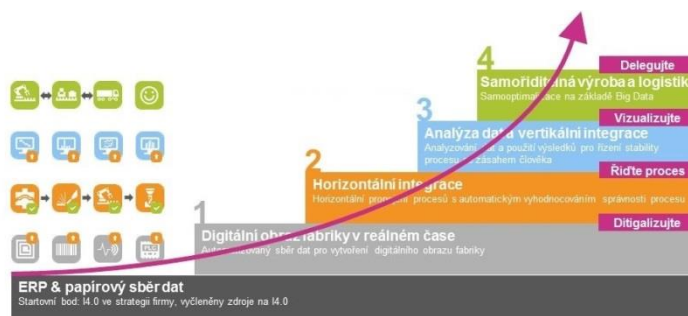 4
Delegujte
Samořiditelná výroba a logistik
Samooptimalizace na základě Big Data
3
Vizualizujte
Analýza dat a vertikální integrace
Analyzování dat a použití výsledků pro řízení stability
procesu zásahem člověka
2
Řiďte proces
Horizontální integrace
Horizontální propojení procesů s automatickým vyhodnocováním správnosti procesu
1
Ditigalizujte
Digitální obraz fabriky v reálném čase
Automatizovaný sběr dat pro vytvoření digitálního obrazu fabriky
ERP & papírový sběr dat
Startovní bod: I4.0 ve strategii firmy, vyčleněny zdroje na I4.0